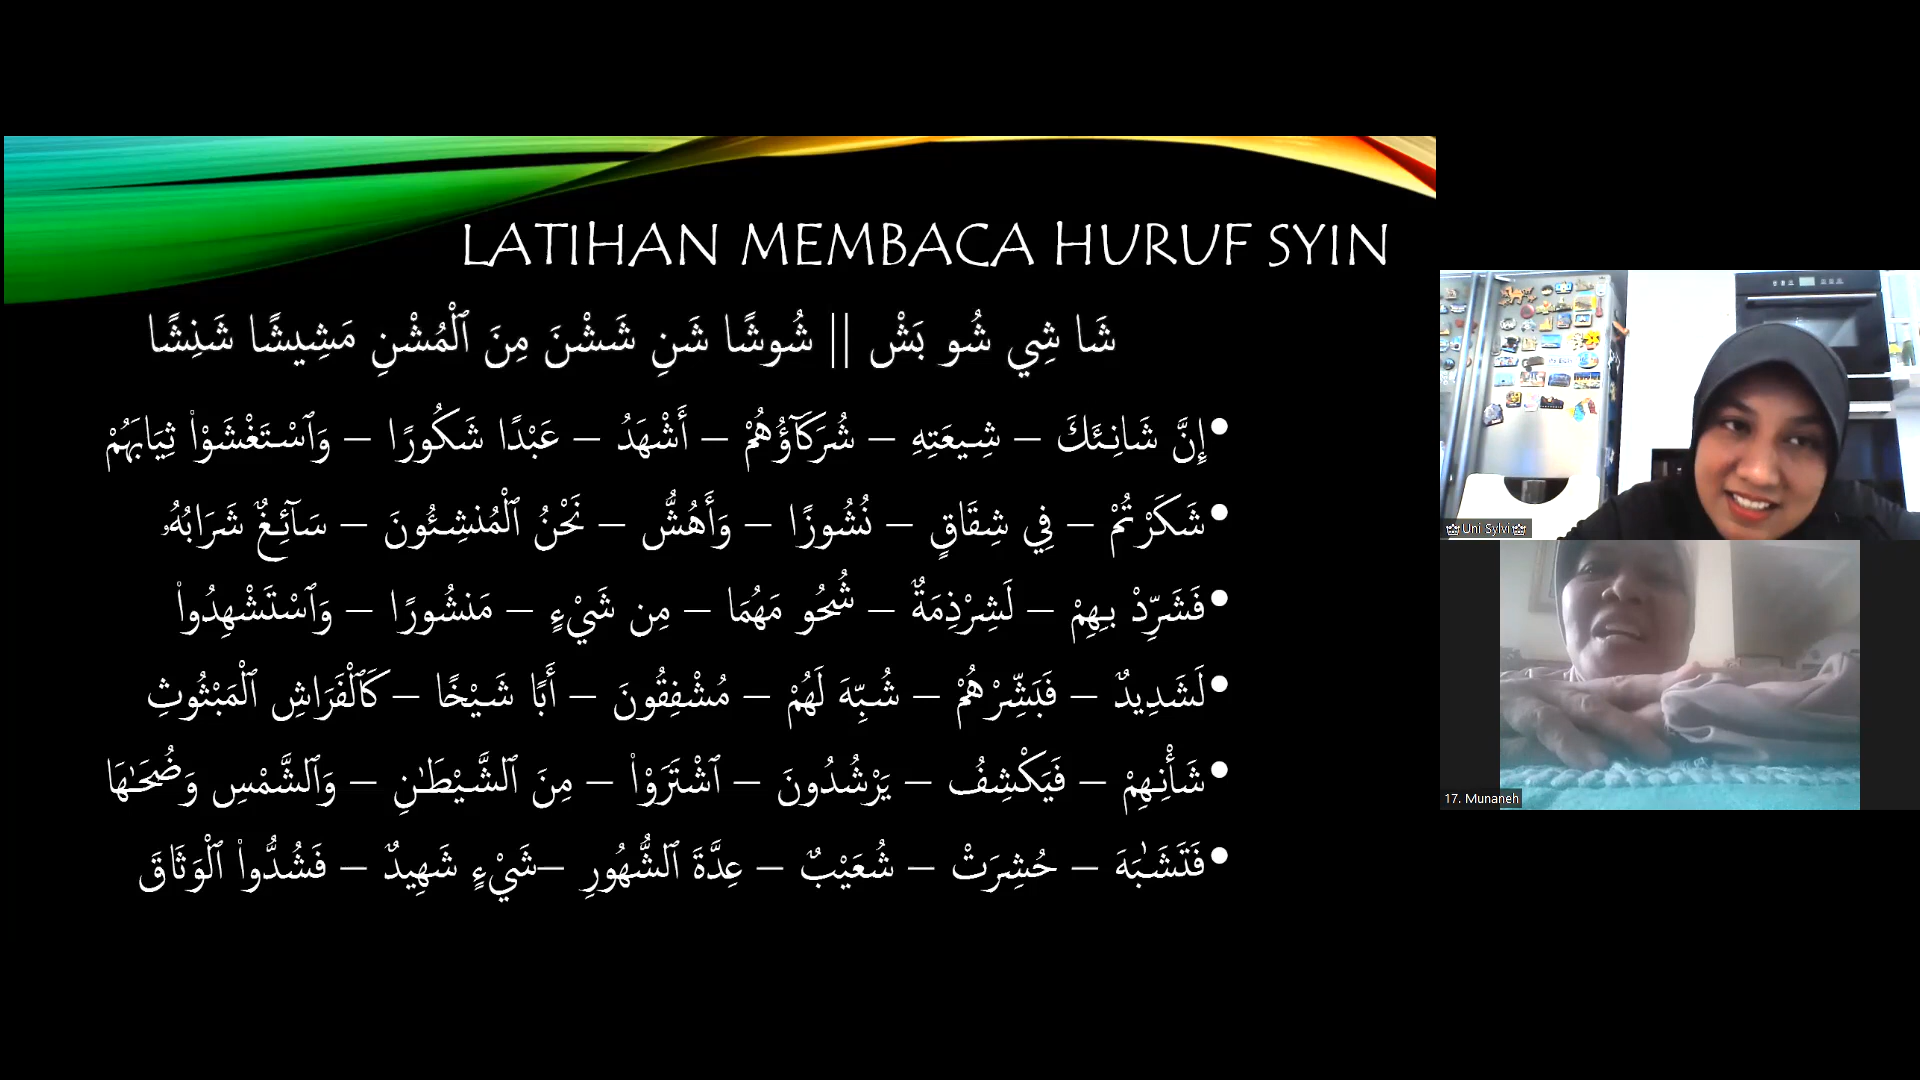 LATIHAN MEMBACA HURUF SYIN
شَا شِي شُو بَشْ || شُوشًا شَنِ شَشْنَ مِنَ ٱلْمُشْنِ مَشِيشًا شَنِشًا
•إِنَّ شَانِئَكَ – شِيعَتِهِ – شُرَكَآؤُهُمْ – أَشْهَدُ – عَبْدًا شَكُورًا – وَٱسْتَغْشَوْا۟ ثِيَابَهُمْ
•شَكَرْتُمْ – فِي شِقَاقٍ – نُشُوزًا – وَأَهُشُّ – نَحْنُ ٱلْمُنشِـُٔونَ – سَآئِغٌ شَرَابُهُۥ
•فَشَرِّدْ بِهِمْ – لَشِرْذِمَةٌ – شُحُو مَهُمَا – مِن شَيْءٍ – مَنشُورًا – وَٱسْتَشْهِدُوا۟
•لَشَدِيدٌ – فَبَشِّرْهُمْ – شُبِّهَ لَهُمْ – مُشْفِقُونَ – أَبًا شَيْخًا – كَٱلْفَرَاشِ ٱلْمَبْثُوثِ
•شَأْنِهِمْ – فَيَكْشِفُ – يَرْشُدُونَ – ٱشْتَرَوْا۟ – مِنَ ٱلشَّيْطَـٰنِ – وَٱلشَّمْسِ وَضُحَىٰهَا
•فَتَشَـٰبَهَ – حُشِرَتْ – شُعَيْبٌ – عِدَّةَ ٱلشُّهُورِ –شَيْءٍ شَهِيدٌ – فَشُدُّوا۟ ٱلْوَثَاقَ
Uni Sylvi
17. Munaneh